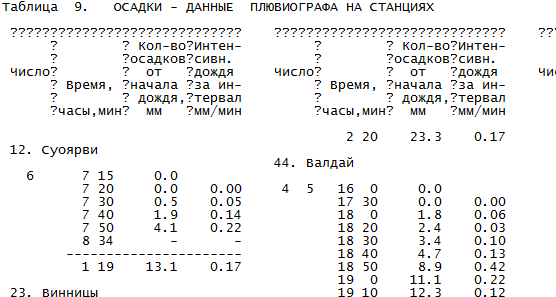 Таблица  9.   ОСАДКИ – ДАННЫЕ  ПЛЮВИОГРАФА НА СТАНЦИЯХ
????????????????????????????
?        ? Кол-во?Интен-
?        ?осадков?сивн.
Число?        ?  от   ?дождя
? Время, ?начала ?за ин-
?        ? дождя,?тервал
?часы,мин?  мм   ?мм/мин
12. Суоярви
6      7 15     0.0
7 20     0.0    0.00
7 30     0.5    0.05
7 40     1.9    0.14
7 50     4.1    0.22
8 34      –      –
---------------------
1 19    13.1    0.17
23. Винницы
????????????????????????????
?        ? Кол-во?Интен-
?        ?осадков?сивн.
Число?        ?  от   ?дождя
? Время, ?начала ?за ин-
?        ? дождя,?тервал
?часы,мин?  мм   ?мм/мин
2 20    23.3    0.17
44. Валдай
4  5   16  0     0.0
17 30     0.0    0.00
18  0     1.8    0.06
18 20     2.4    0.03
18 30     3.4    0.10
18 40     4.7    0.13
18 50     8.9    0.42
19  0    11.1    0.22
19 10    12.3    0.12